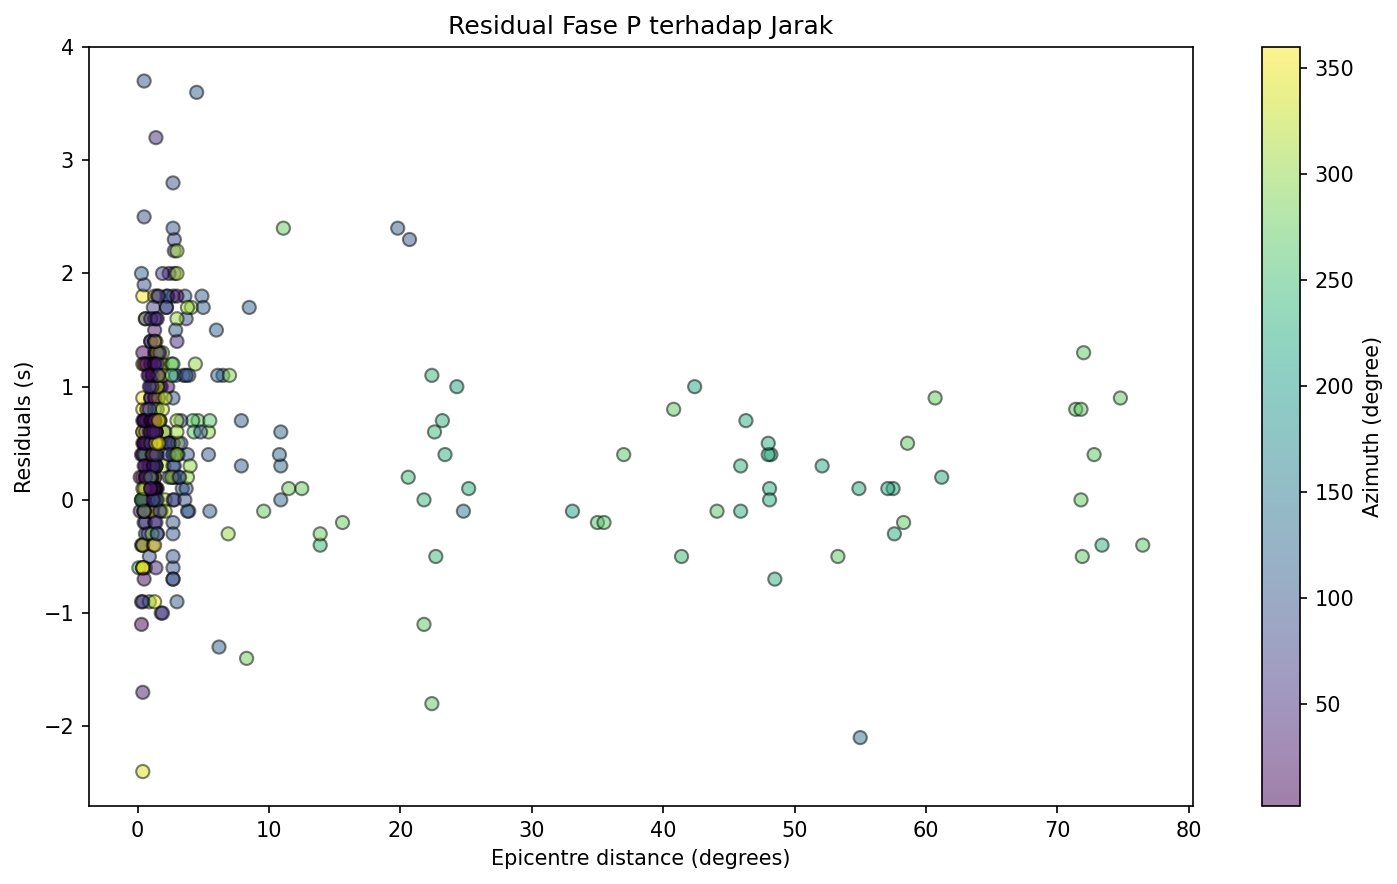 Residual Fase P terhadap Jarak
Residuals (s)
4
3
2
1
0
−1
−2
0 10 20 30 40 50 60 70 80
Epicentre distance (degrees)
350
300
250
200
150
100
50
Azimuth (degree)